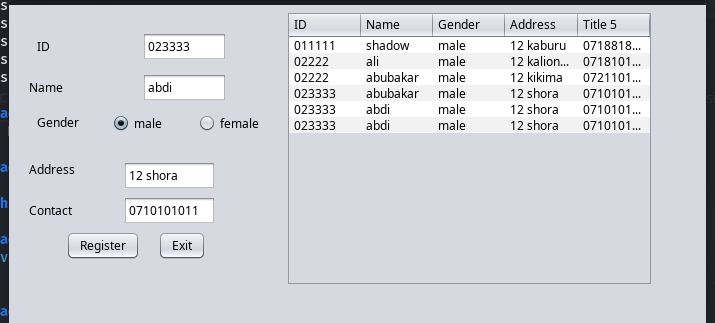 ID 023333
Name abdi
Gender male female
Address 12 shora
Contact 0710101011
Register Exit
ID Name Gender Address Title 5
011111 shadow male 12 kaburu 0718818...
02222 ali male 12 kalion... 0718101...
02222 abubakar male 12 kikima 0721101...
023333 abubakar male 12 shora 0710101...
023333 abdi male 12 shora 0710101...
023333 abdi male 12 shora 0710101...